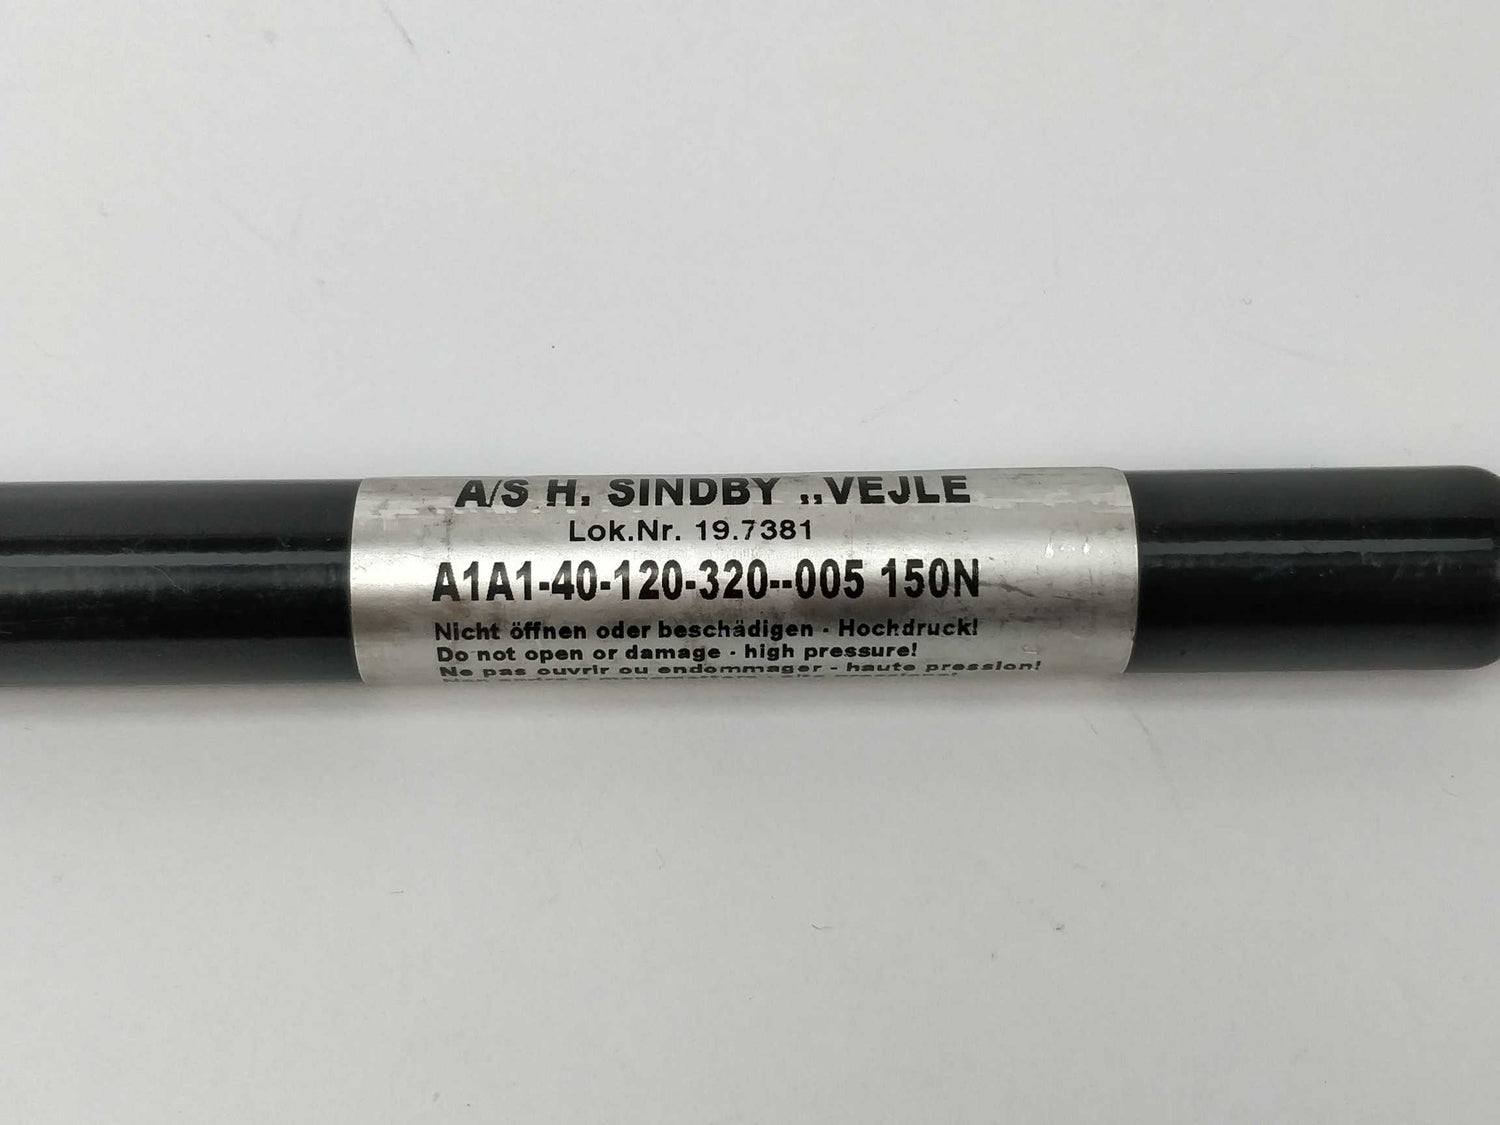 A/S H. SINDBY ,,VEJLE
Lok.Nr. 19.7381
A1A1-40-120-320--005 150N
Nicht öffnen oder beschädigen - Hochdruck!
Do not open or damage - high pressure!
Ne pas ouvrir ou endommager - haute pression!